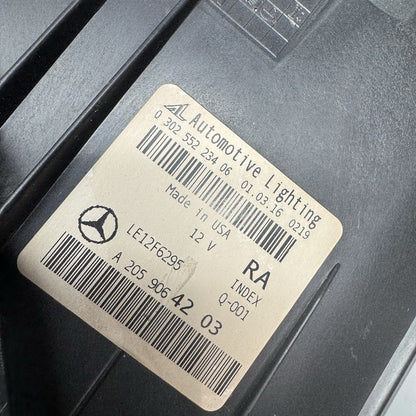 AL Automotive Lighting
0 302 552 234 06 01 03.16 0219
Made in USA
12 V
LE12F6295
RA
INDEX
Q-001
A 205 906 42 03